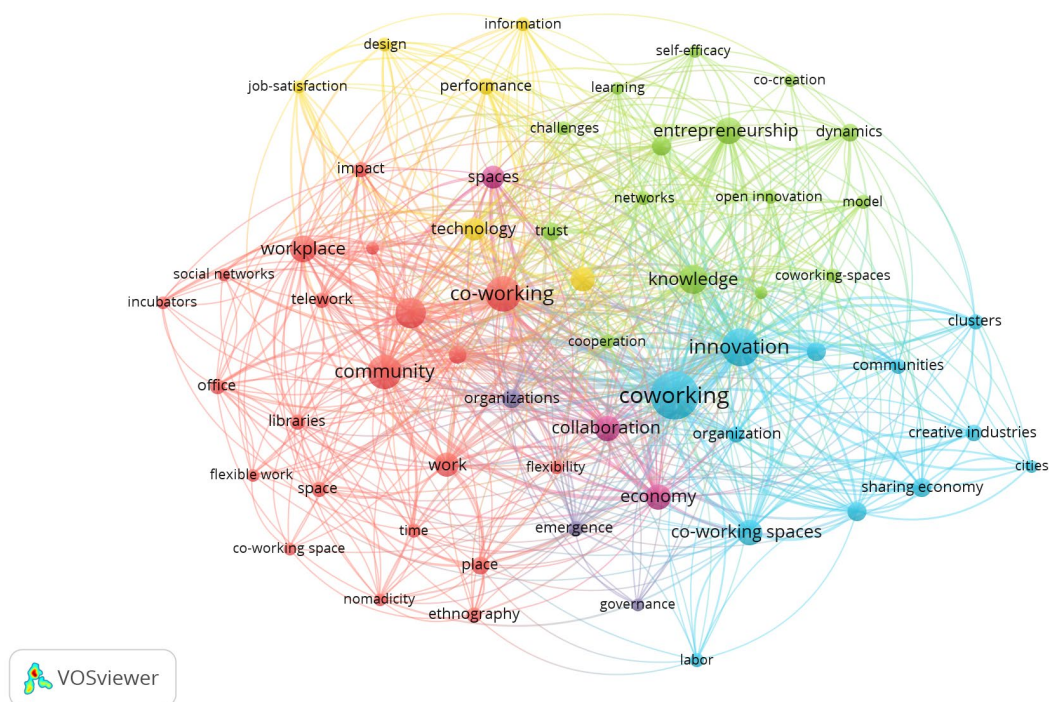 information
design
self-efficacy
co-creation
job-satisfaction
performance
learning
challenges
entrepreneurship
dynamics
impact
spaces
networks
open innovation
model
technology
trust
workplace
social networks
knowledge
coworking-spaces
incubators
telework
co-working
clusters
cooperation
innovation
communities
community
office
organizations
coworking
libraries
collaboration
organization
creative industries
flexible work
work
flexibility
cities
space
economy
sharing economy
time
emergence
co-working spaces
co-working space
place
nomadicity
ethnography
governance
labor
VOSviewer